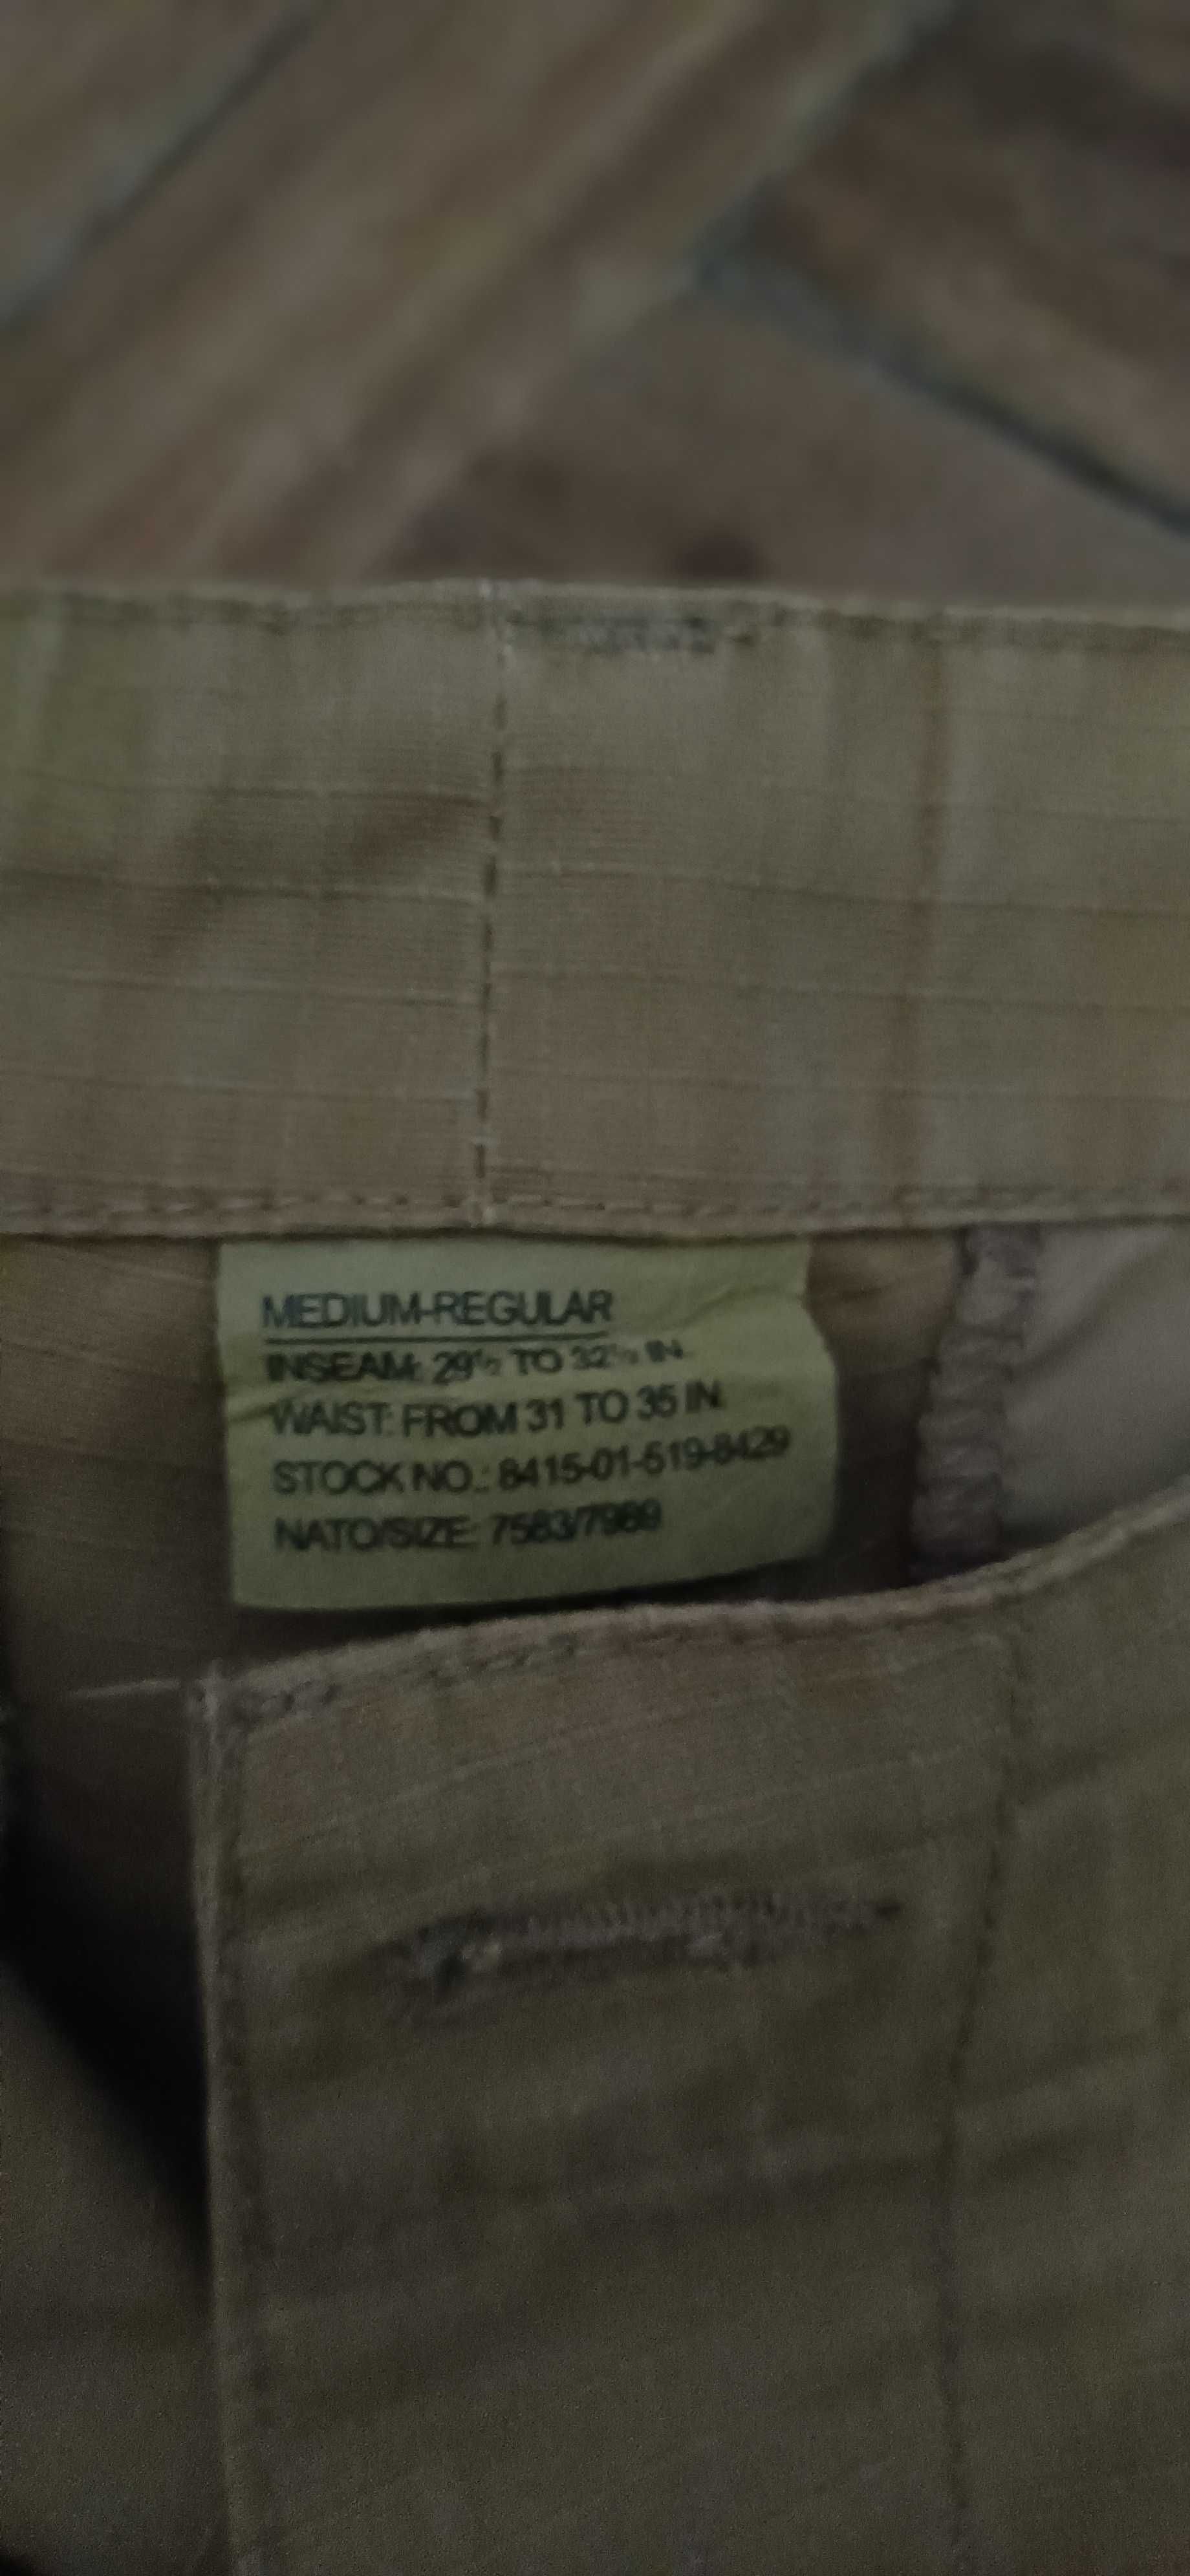 MEDIUM-REGULAR
INSEAM: 29½ TO 32½ IN.
WAIST: FROM 31 TO 35 IN.
STOCK NO.: 8415-01-519-8429
NATO/SIZE: 7583/7989